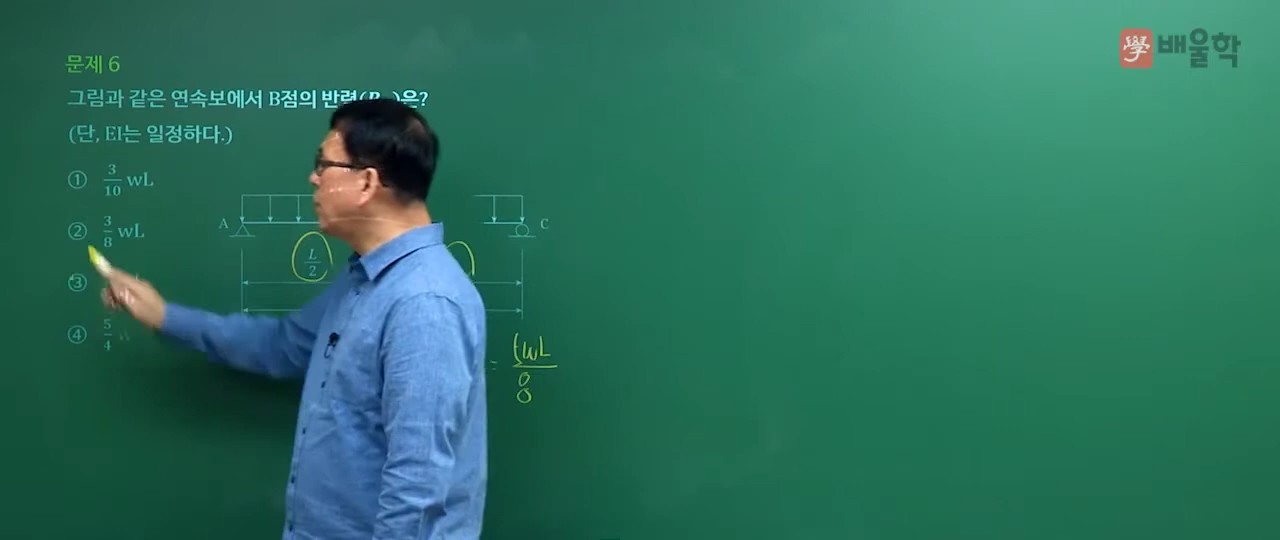 學 배울학
문제 6
그림과 같은 연속보에서 B점의 반력( )은?
(단, EI는 일정하다.)
① 3/10 wL
② 3/8 wL
③
④ 5/4
A
C
L/2
= 5wL/8